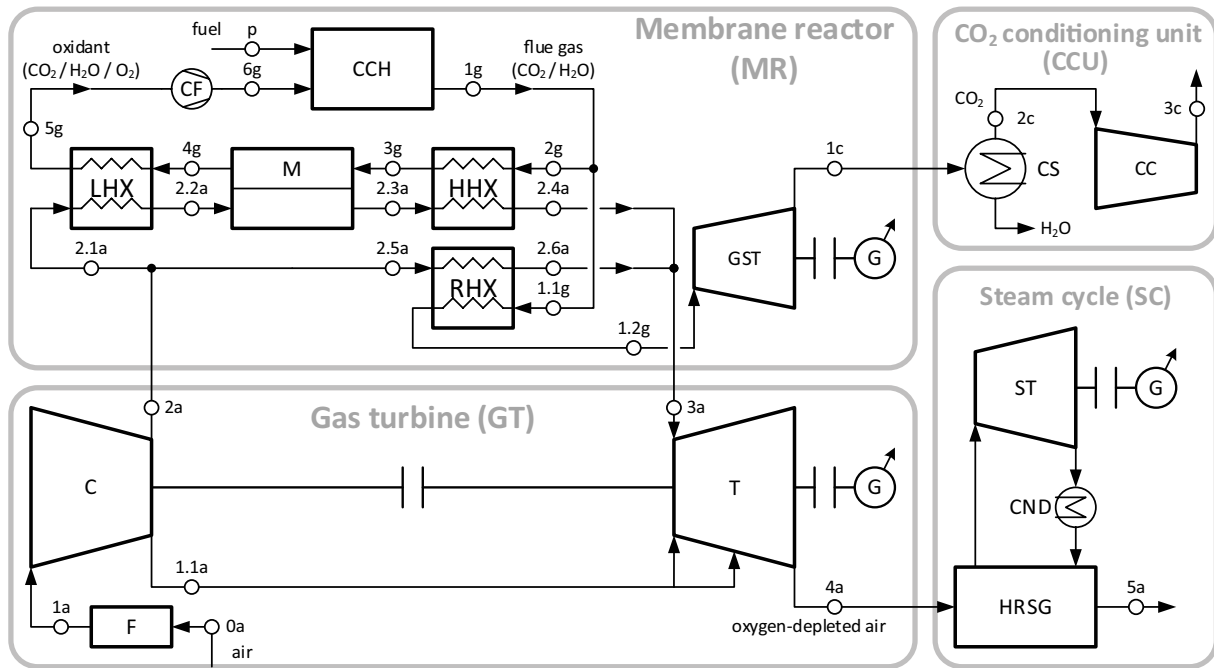 Membrane reactor
(MR)
oxidant
(CO₂ / H₂O / O₂)
fuel
p
CF
6g
CCH
1g
flue gas
(CO₂ / H₂O)
5g
LHX
4g
2.2a
M
3g
2.3a
HHX
2g
2.4a
2.1a
2.5a
RHX
2.6a
1.1g
1.2g
GST
G
1c
CO₂ conditioning unit
(CCU)
CO₂
2c
CS
H₂O
CC
3c
Gas turbine (GT)
2a
3a
C
T
G
1.1a
1a
F
0a
air
4a
oxygen-depleted air
Steam cycle (SC)
ST
G
CND
HRSG
5a